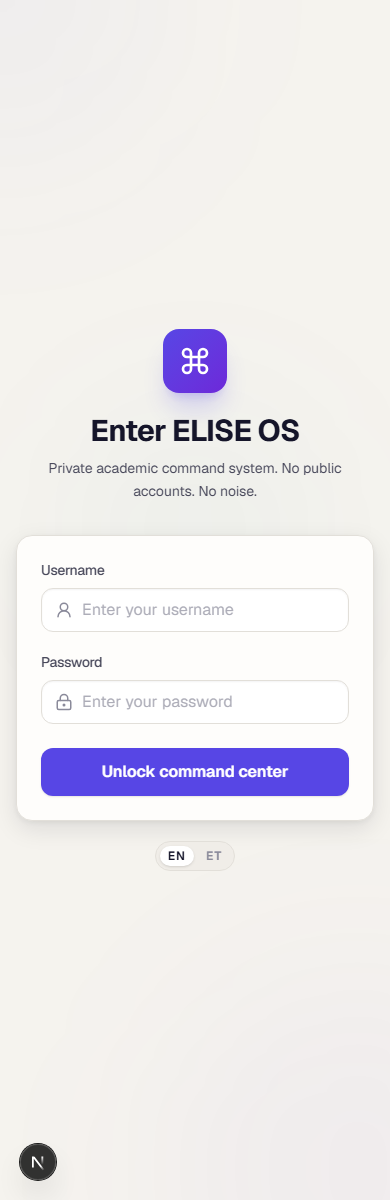 Enter ELISE OS
Private academic command system. No public
accounts. No noise.
Username
Enter your username
Password
Enter your password
Unlock command center
EN ET
N